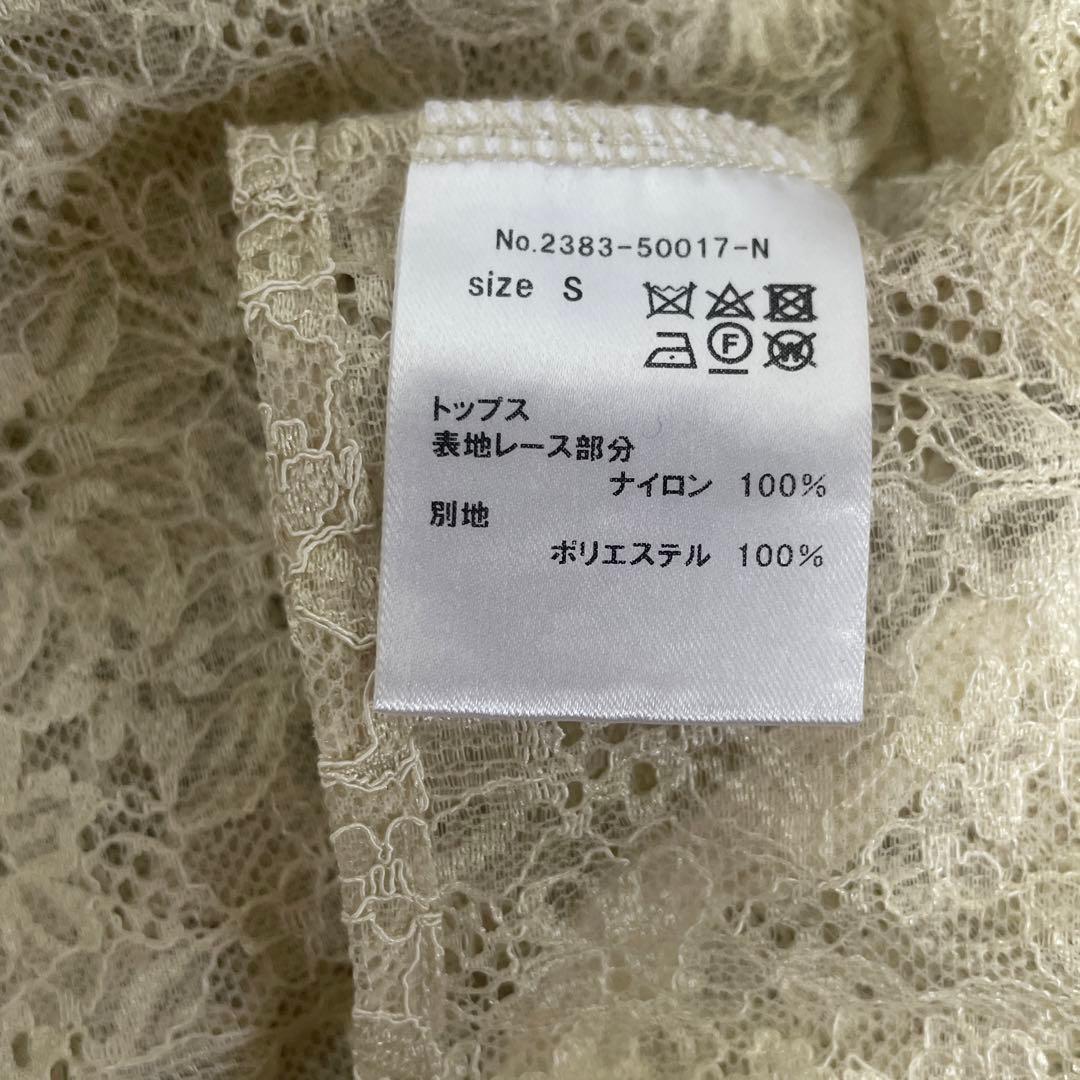 No.2383-50017-N
size S
F
W
トップス
表地レース部分
ナイロン 100%
別地
ポリエステル 100%